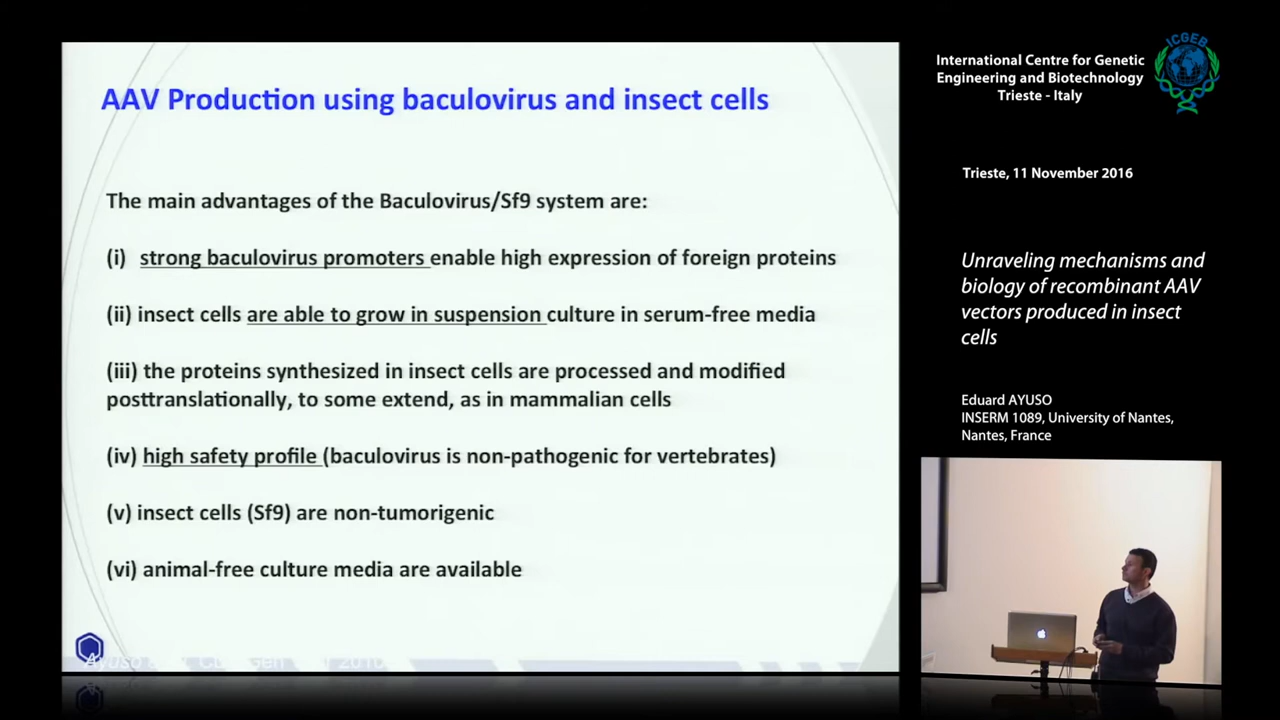 AAV Production using baculovirus and insect cells
The main advantages of the Baculovirus/Sf9 system are:
(i) strong baculovirus promoters enable high expression of foreign proteins
(ii) insect cells are able to grow in suspension culture in serum-free media
(iii) the proteins synthesized in insect cells are processed and modified
posttranslationally, to some extend, as in mammalian cells
(iv) high safety profile (baculovirus is non-pathogenic for vertebrates)
(v) insect cells (Sf9) are non-tumorigenic
(vi) animal-free culture media are available
Ayuso
International Centre for Genetic
Engineering and Biotechnology
Trieste - Italy
ICGEB
Trieste, 11 November 2016
Unraveling mechanisms and
biology of recombinant AAV
vectors produced in insect
cells
Eduard AYUSO
INSERM 1089, University of Nantes,
Nantes, France